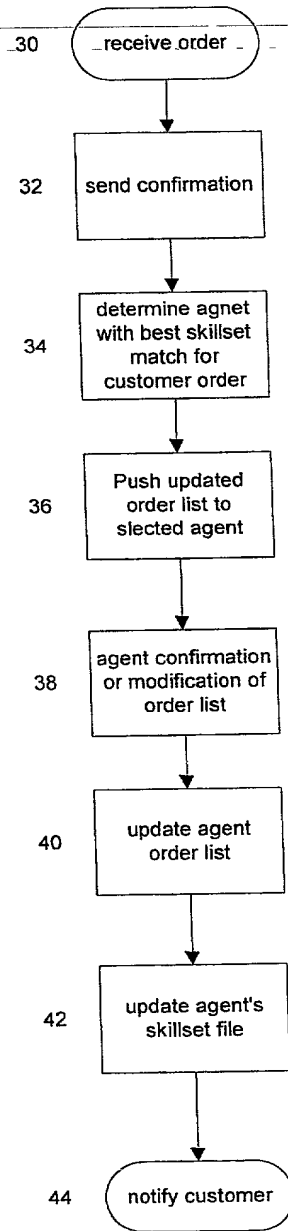 30 receive order
32 send confirmation
34 determine agnet
with best skillset
match for
customer order
36 Push updated
order list to
slected agent
38 agent confirmation
or modification of
order list
40 update agent
order list
42 update agent's
skillset file
44 notify customer